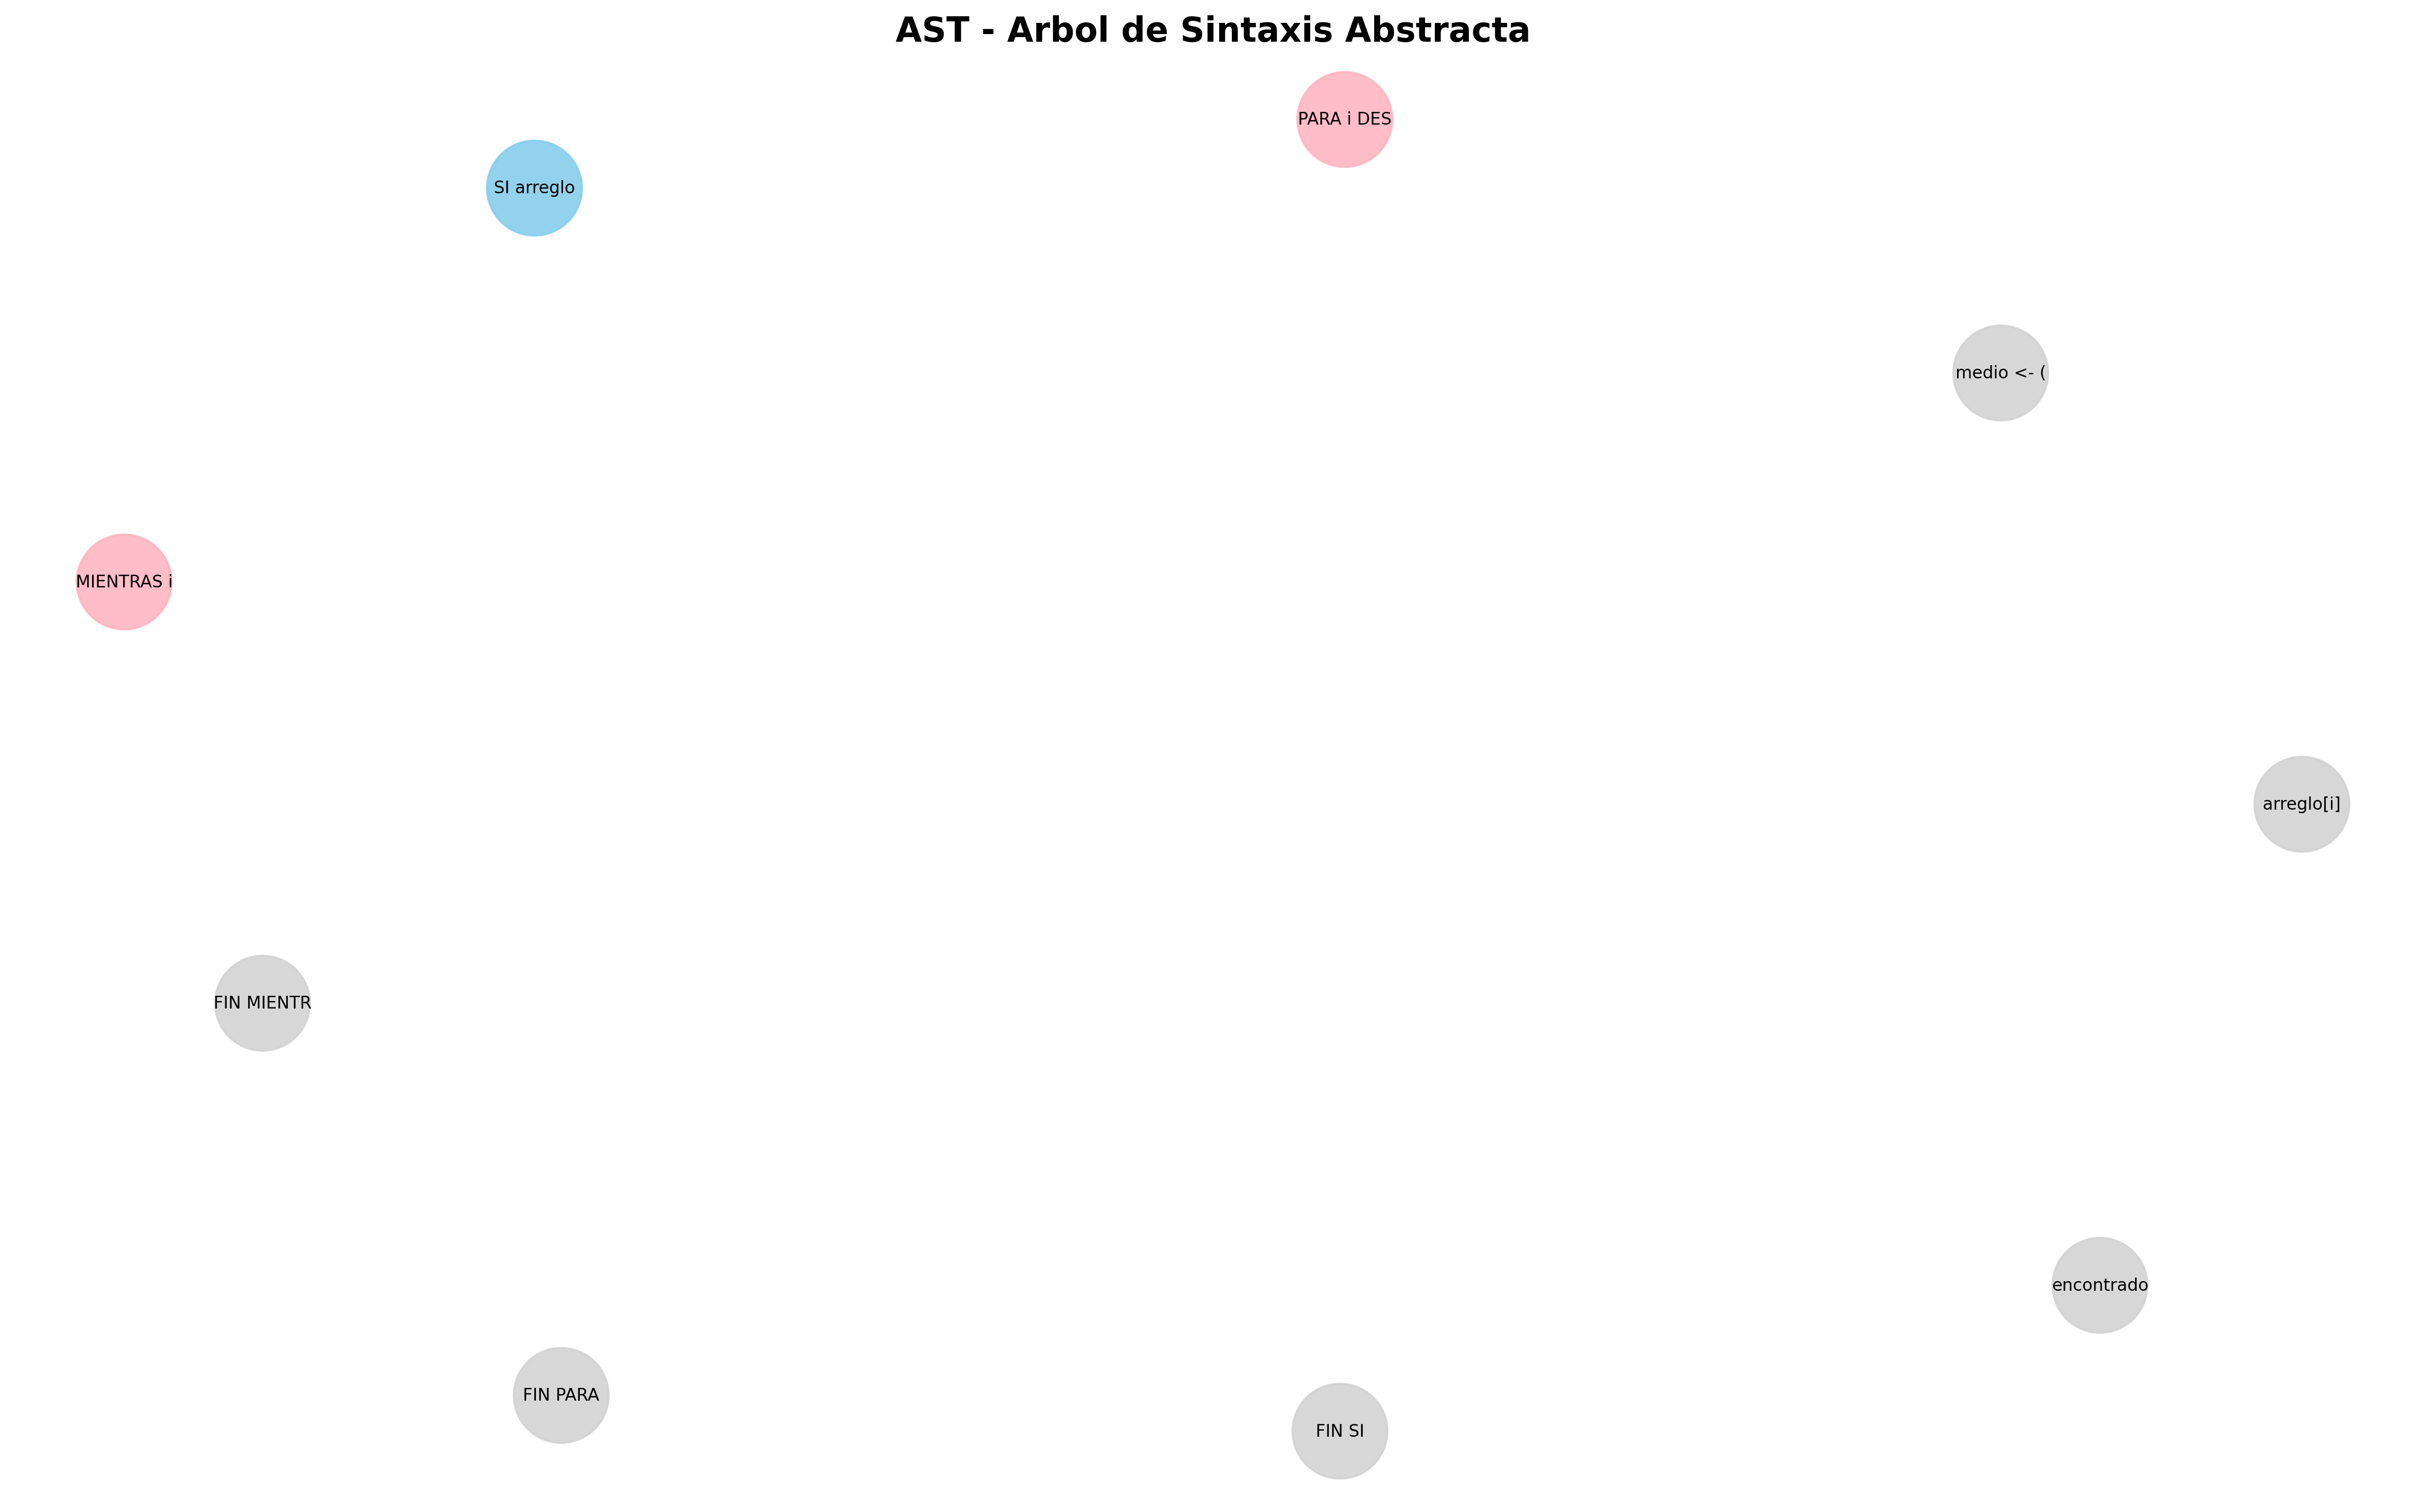 AST - Arbol de Sintaxis Abstracta
PARA i DES
SI arreglo
medio <- (
MIENTRAS i
arreglo[i]
FIN MIENTR
encontrado
FIN PARA
FIN SI